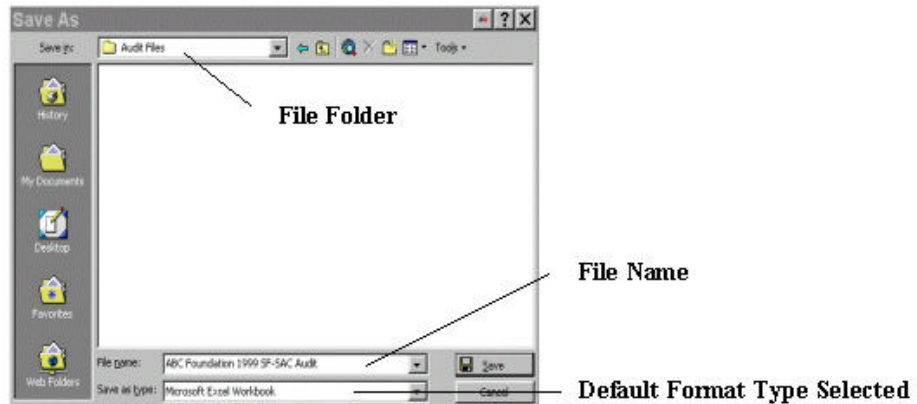 Save As
Save in: Audit Files Tools
History
File Folder
My Documents
Desktop
Favorites
File Name
File name: ABC Foundation 1999 SF-SAC Audit Save
Web Folders
Save as type: Microsoft Excel Workbook Cancel
Default Format Type Selected